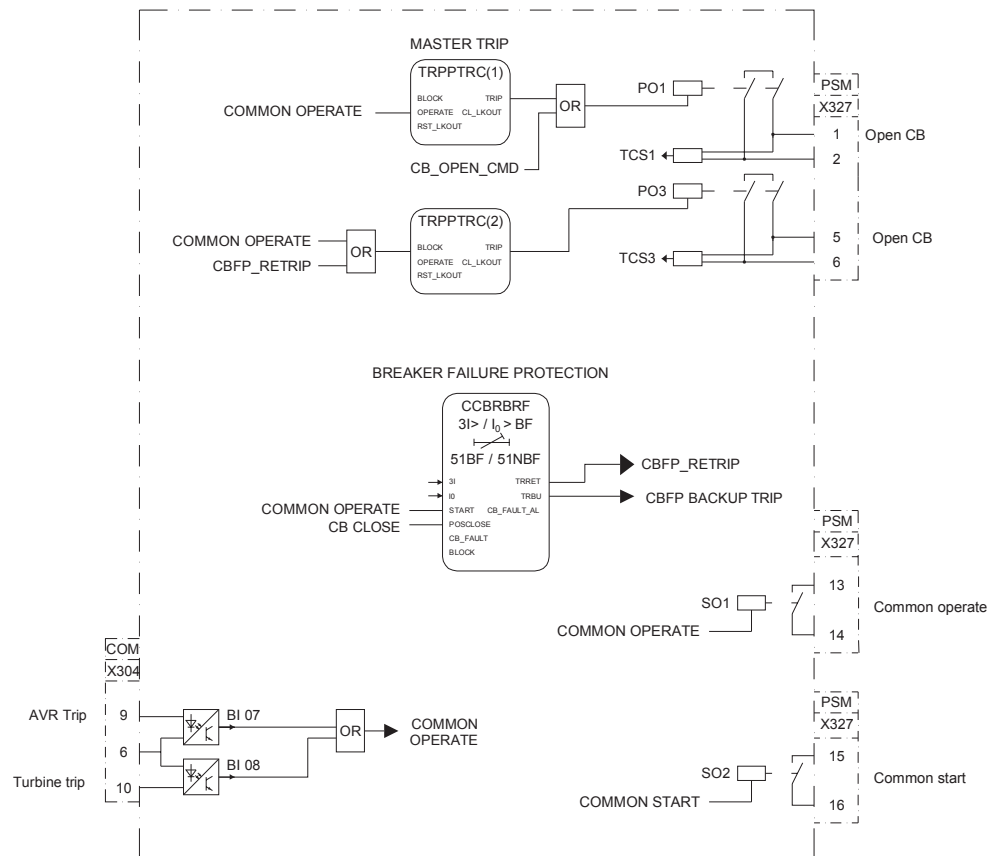 MASTER TRIP
TRPPTRC(1)
BLOCK TRIP
OPERATE CL_LKOUT
RST_LKOUT
COMMON OPERATE
OR
CB_OPEN_CMD
PO1
TCS1
PSM
X327
1 Open CB
2
TRPPTRC(2)
BLOCK TRIP
OPERATE CL_LKOUT
RST_LKOUT
COMMON OPERATE
CBFP_RETRIP
OR
PO3
TCS3
5 Open CB
6
BREAKER FAILURE PROTECTION
CCBRBRF
3I> / I0 > BF
51BF / 51NBF
3I TRRET
I0 TRBU
START CB_FAULT_AL
POSCLOSE
CB_FAULT
BLOCK
COMMON OPERATE
CB CLOSE
CBFP_RETRIP
CBFP BACKUP TRIP
PSM
X327
13
14
SO1
COMMON OPERATE
Common operate
COM
X304
AVR Trip 9
6
Turbine trip 10
BI 07
BI 08
OR
COMMON
OPERATE
PSM
X327
15
16
SO2
COMMON START
Common start